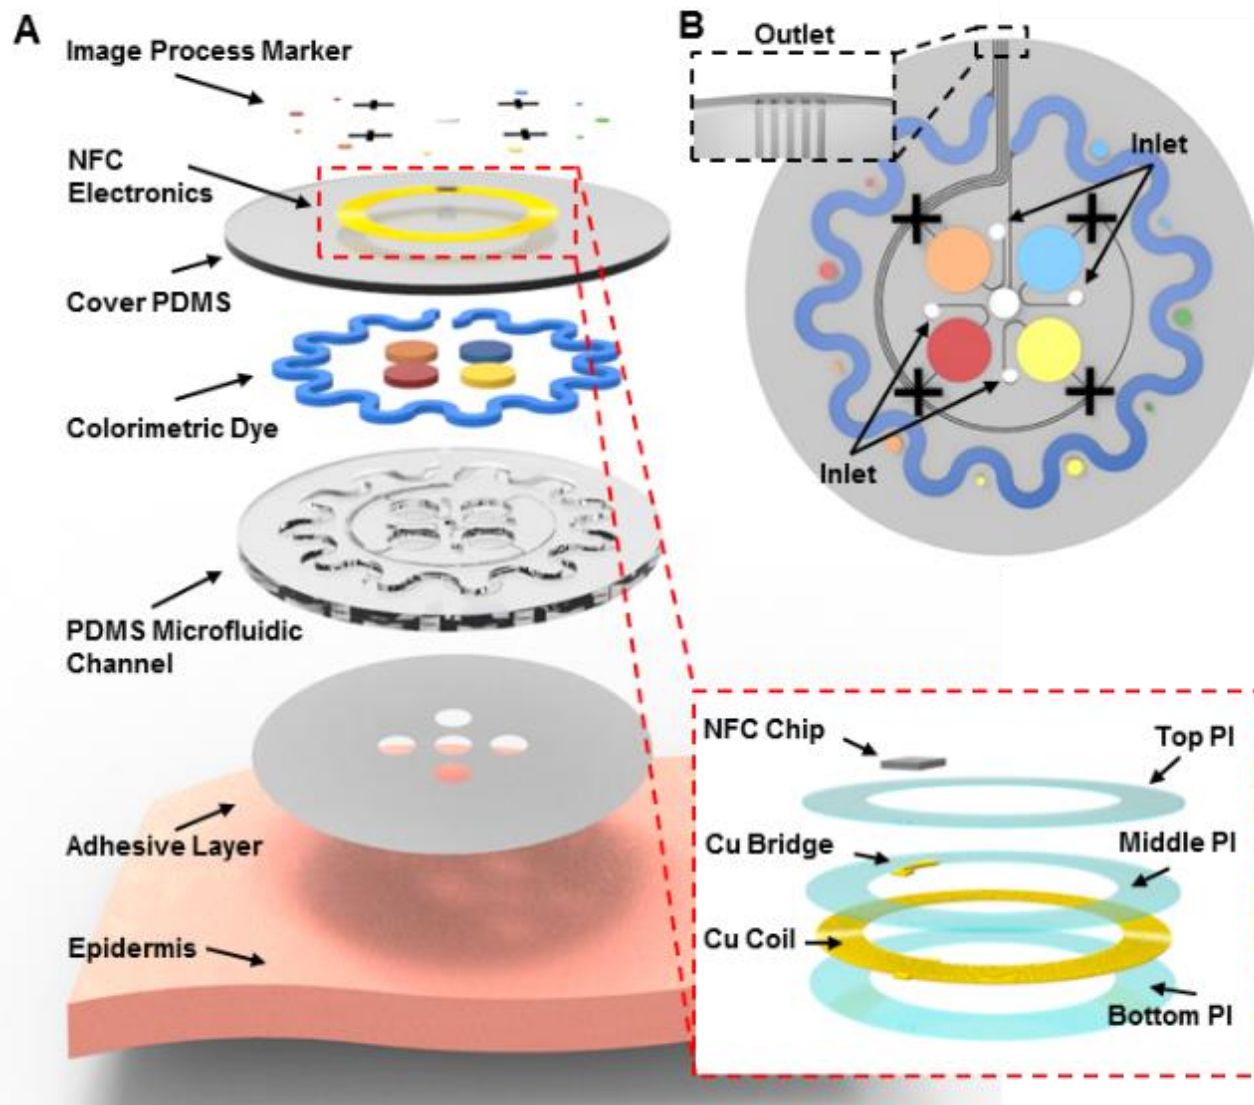 A
Image Process Marker
NFC
Electronics
Cover PDMS
Colorimetric Dye
PDMS Microfluidic
Channel
Adhesive Layer
Epidermis
B
Outlet
Inlet
Inlet
NFC Chip
Top PI
Cu Bridge
Middle PI
Cu Coil
Bottom PI